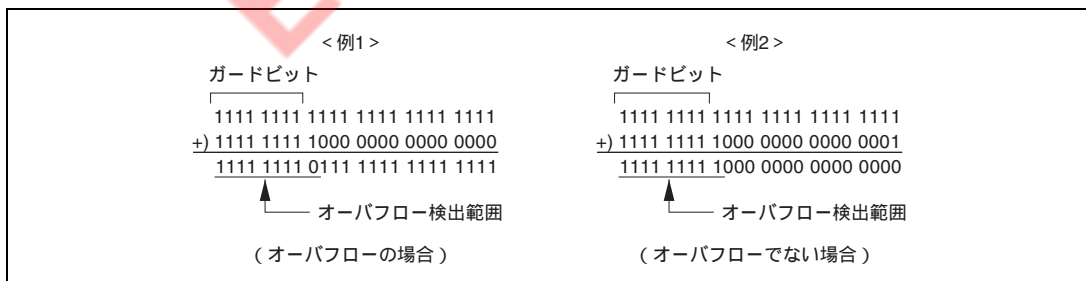 <例1>
ガードビット
1111 1111 1111 1111 1111 1111
+) 1111 1111 1000 0000 0000 0000
1111 1111 0111 1111 1111 1111
オーバフロー検出範囲
(オーバフローの場合)
<例2>
ガードビット
1111 1111 1111 1111 1111 1111
+) 1111 1111 1000 0000 0000 0001
1111 1111 1000 0000 0000 0000
オーバフロー検出範囲
(オーバフローでない場合)